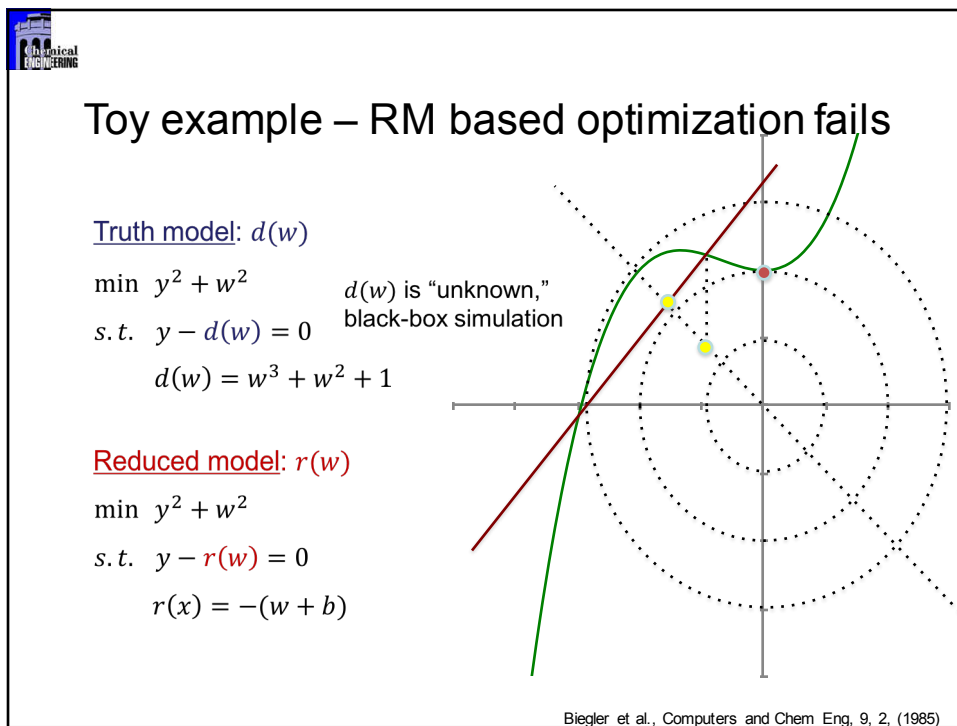 Chemical
ENGINEERING
Toy example – RM based optimization fails
Truth model: d(w)
min y² + w²
s.t. y − d(w) = 0
d(w) = w³ + w² + 1
d(w) is “unknown,”
black-box simulation
Reduced model: r(w)
min y² + w²
s.t. y − r(w) = 0
r(x) = −(w + b)
Biegler et al., Computers and Chem Eng, 9, 2, (1985)